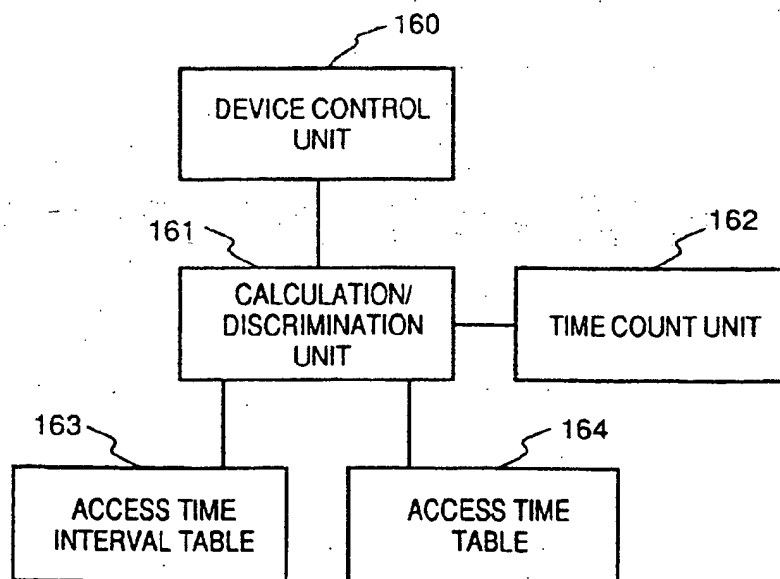 160
DEVICE CONTROL
UNIT
161
162
CALCULATION/
DISCRIMINATION
UNIT
TIME COUNT UNIT
163
164
ACCESS TIME
INTERVAL TABLE
ACCESS TIME
TABLE